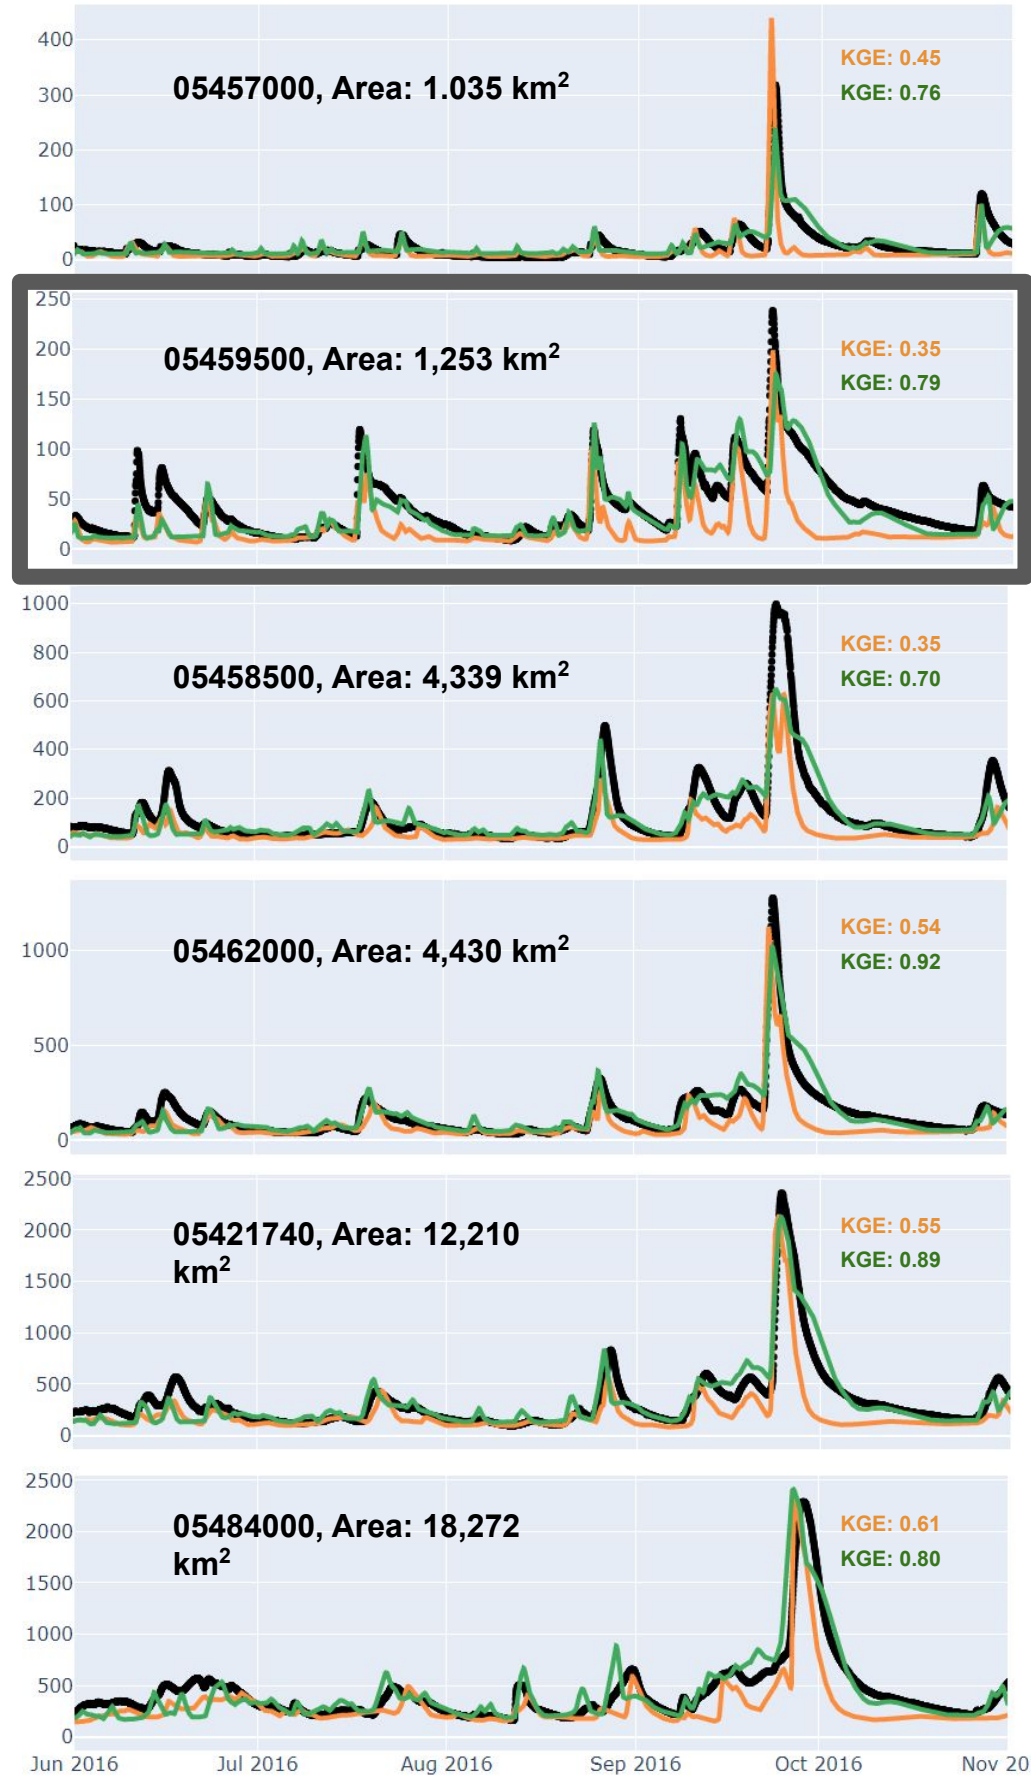 400
300
200
100
0
05457000, Area: 1.035 km²
KGE: 0.45
KGE: 0.76
250
200
150
100
50
0
05459500, Area: 1,253 km²
KGE: 0.35
KGE: 0.79
1000
800
600
400
200
0
05458500, Area: 4,339 km²
KGE: 0.35
KGE: 0.70
1000
500
0
05462000, Area: 4,430 km²
KGE: 0.54
KGE: 0.92
2500
2000
1500
1000
500
0
05421740, Area: 12,210
km²
KGE: 0.55
KGE: 0.89
2500
2000
1500
1000
500
0
05484000, Area: 18,272
km²
KGE: 0.61
KGE: 0.80
Jun 2016 Jul 2016 Aug 2016 Sep 2016 Oct 2016 Nov 20